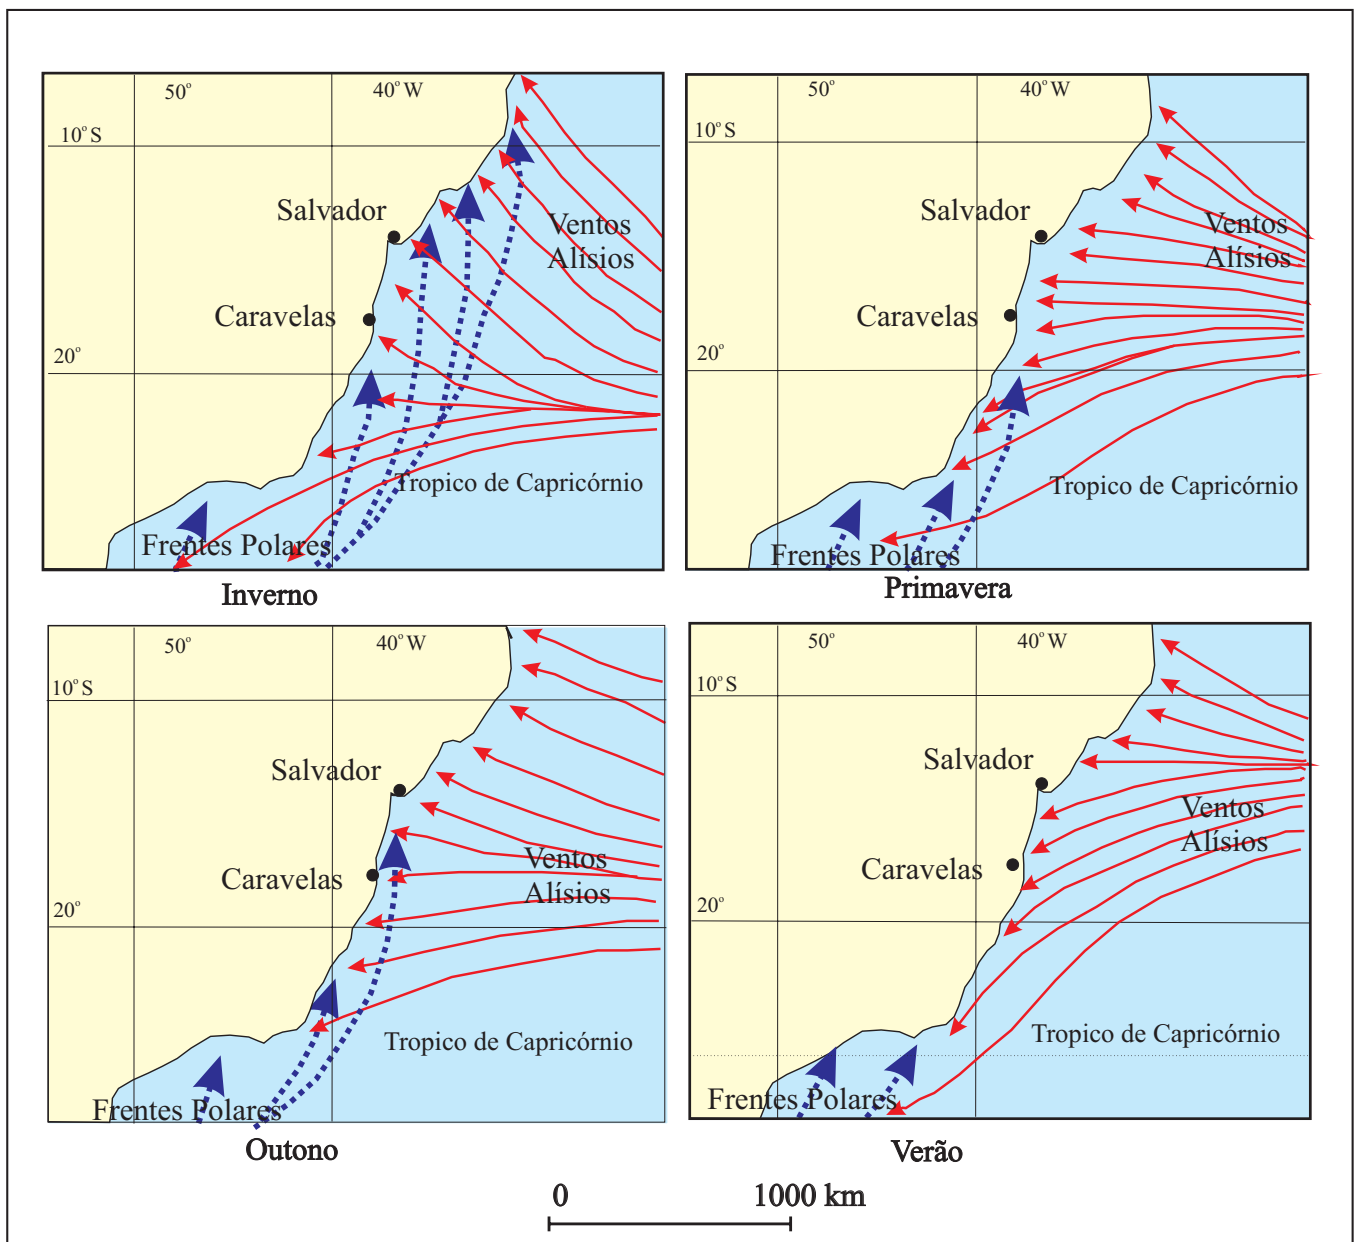 50° 40° W
10° S
Salvador
Ventos
Alísios
Caravelas
20°
Tropico de Capricórnio
Frentes Polares
Inverno
50° 40° W
10° S
Salvador
Ventos
Alísios
Caravelas
20°
Tropico de Capricórnio
Frentes Polares
Primavera
50° 40° W
10° S
Salvador
Ventos
Alísios
Caravelas
20°
Tropico de Capricórnio
Frentes Polares
Outono
50° 40° W
10° S
Salvador
Ventos
Alísios
Caravelas
20°
Tropico de Capricórnio
Frentes Polares
Verão
0 1000 km